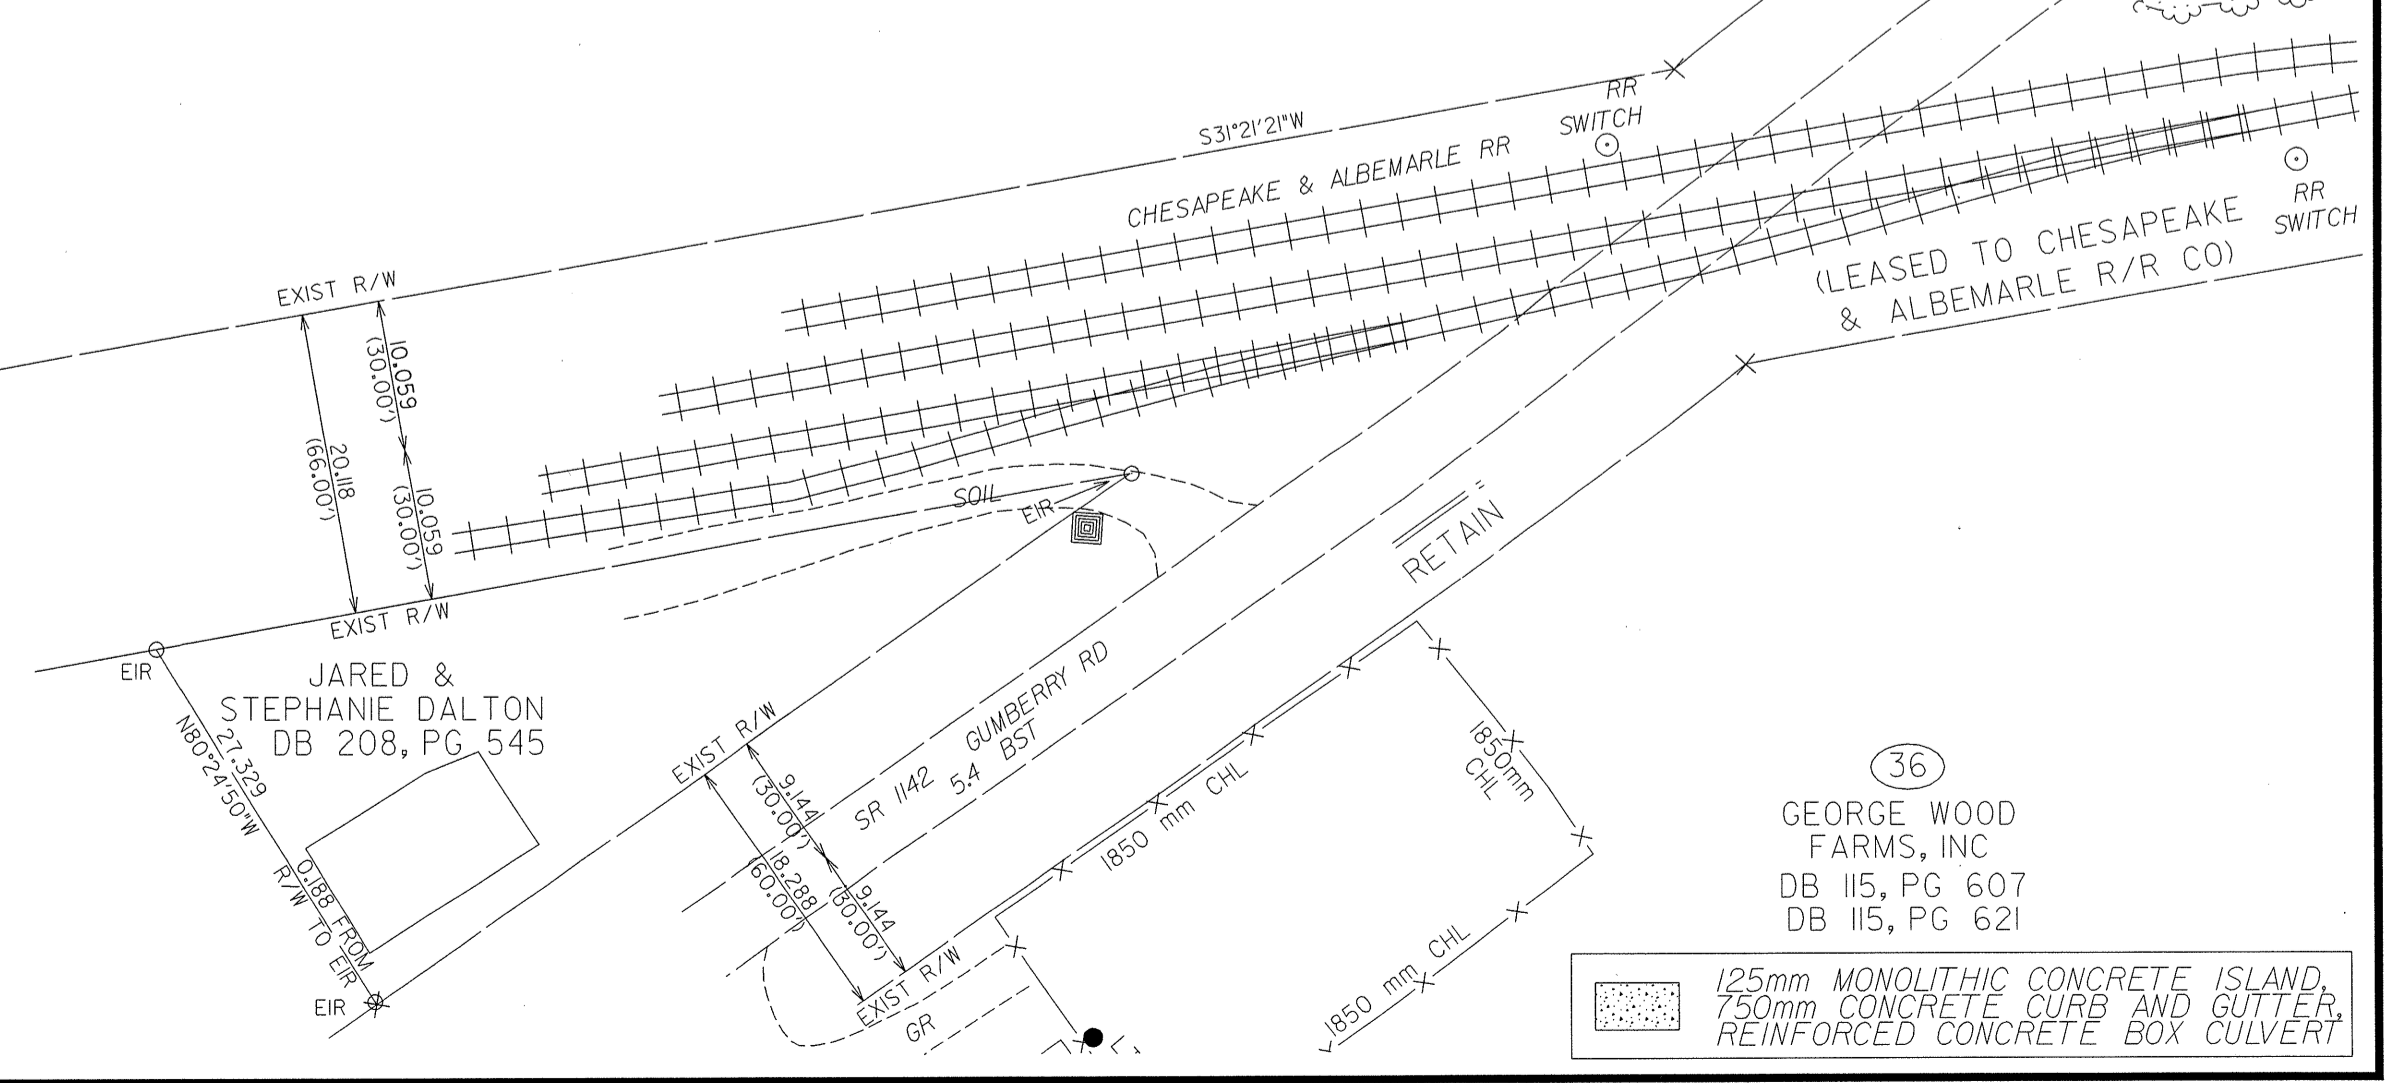 S31°21'21"W
RR
SWITCH
CHESAPEAKE & ALBEMARLE RR
RR
SWITCH
(LEASED TO CHESAPEAKE
& ALBEMARLE R/R CO)
EXIST R/W
10.059
(30.00')
20.118
(66.00')
10.059
(30.00')
EXIST R/W
SOIL
EIR
RETAIN
EIR
JARED &
STEPHANIE DALTON
DB 208, PG 545
27.329
N80°24'50"W
0.188 FROM
R/W TO EIR
EIR
EXIST R/W
9.144
(30.00')
18.288
(60.00')
9.144
(30.00')
EXIST R/W
SR 1142 GUMBERRY RD
5.4 BST
GR
1850 mm CHL
1850mm
CHL
1850 mm CHL
36
GEORGE WOOD
FARMS, INC
DB 115, PG 607
DB 115, PG 621
125mm MONOLITHIC CONCRETE ISLAND,
750mm CONCRETE CURB AND GUTTER,
REINFORCED CONCRETE BOX CULVERT